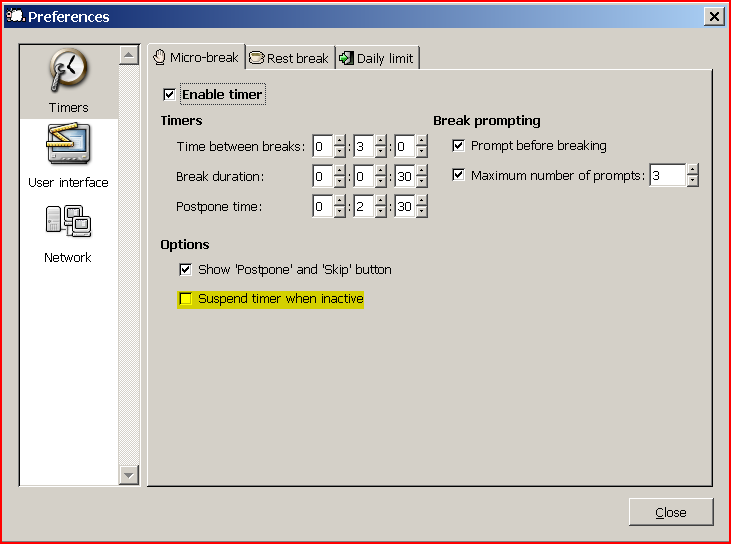 Preferences
Timers
User interface
Network
Micro-break Rest break Daily limit
Enable timer
Timers
Time between breaks: 0 : 3 : 0
Break duration: 0 : 0 : 30
Postpone time: 0 : 2 : 30
Break prompting
Prompt before breaking
Maximum number of prompts: 3
Options
Show 'Postpone' and 'Skip' button
Suspend timer when inactive
Close